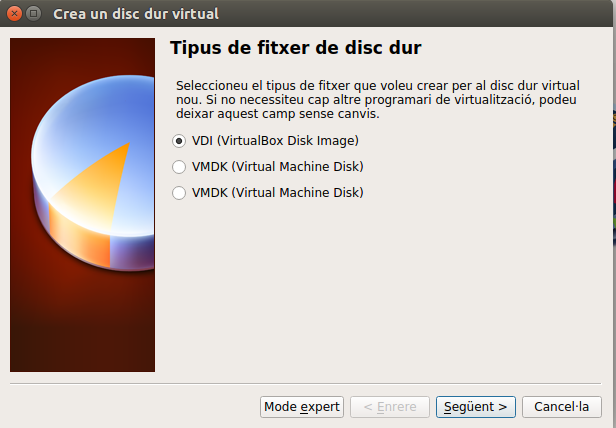 Crea un disc dur virtual
Tipus de fitxer de disc dur
Seleccioneu el tipus de fitxer que voleu crear per al disc dur virtual
nou. Si no necessiteu cap altre programari de virtualització, podeu
deixar aquest camp sense canvis.
VDI (VirtualBox Disk Image)
VMDK (Virtual Machine Disk)
VMDK (Virtual Machine Disk)
Mode expert
< Enrere
Següent >
Cancel·la